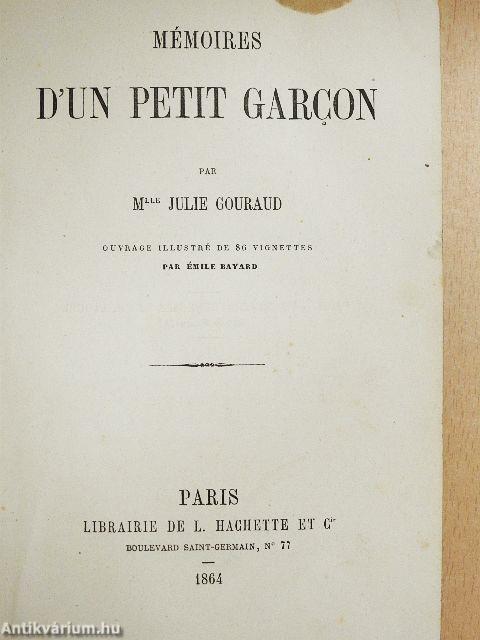 MÉMOIRES
D'UN PETIT GARÇON
PAR
MLLE JULIE GOURAUD
OUVRAGE ILLUSTRÉ DE 86 VIGNETTES
PAR ÉMILE BAYARD
PARIS
LIBRAIRIE DE L. HACHETTE ET Cie
BOULEVARD SAINT-GERMAIN, N° 77
1864
Antikvárium.hu